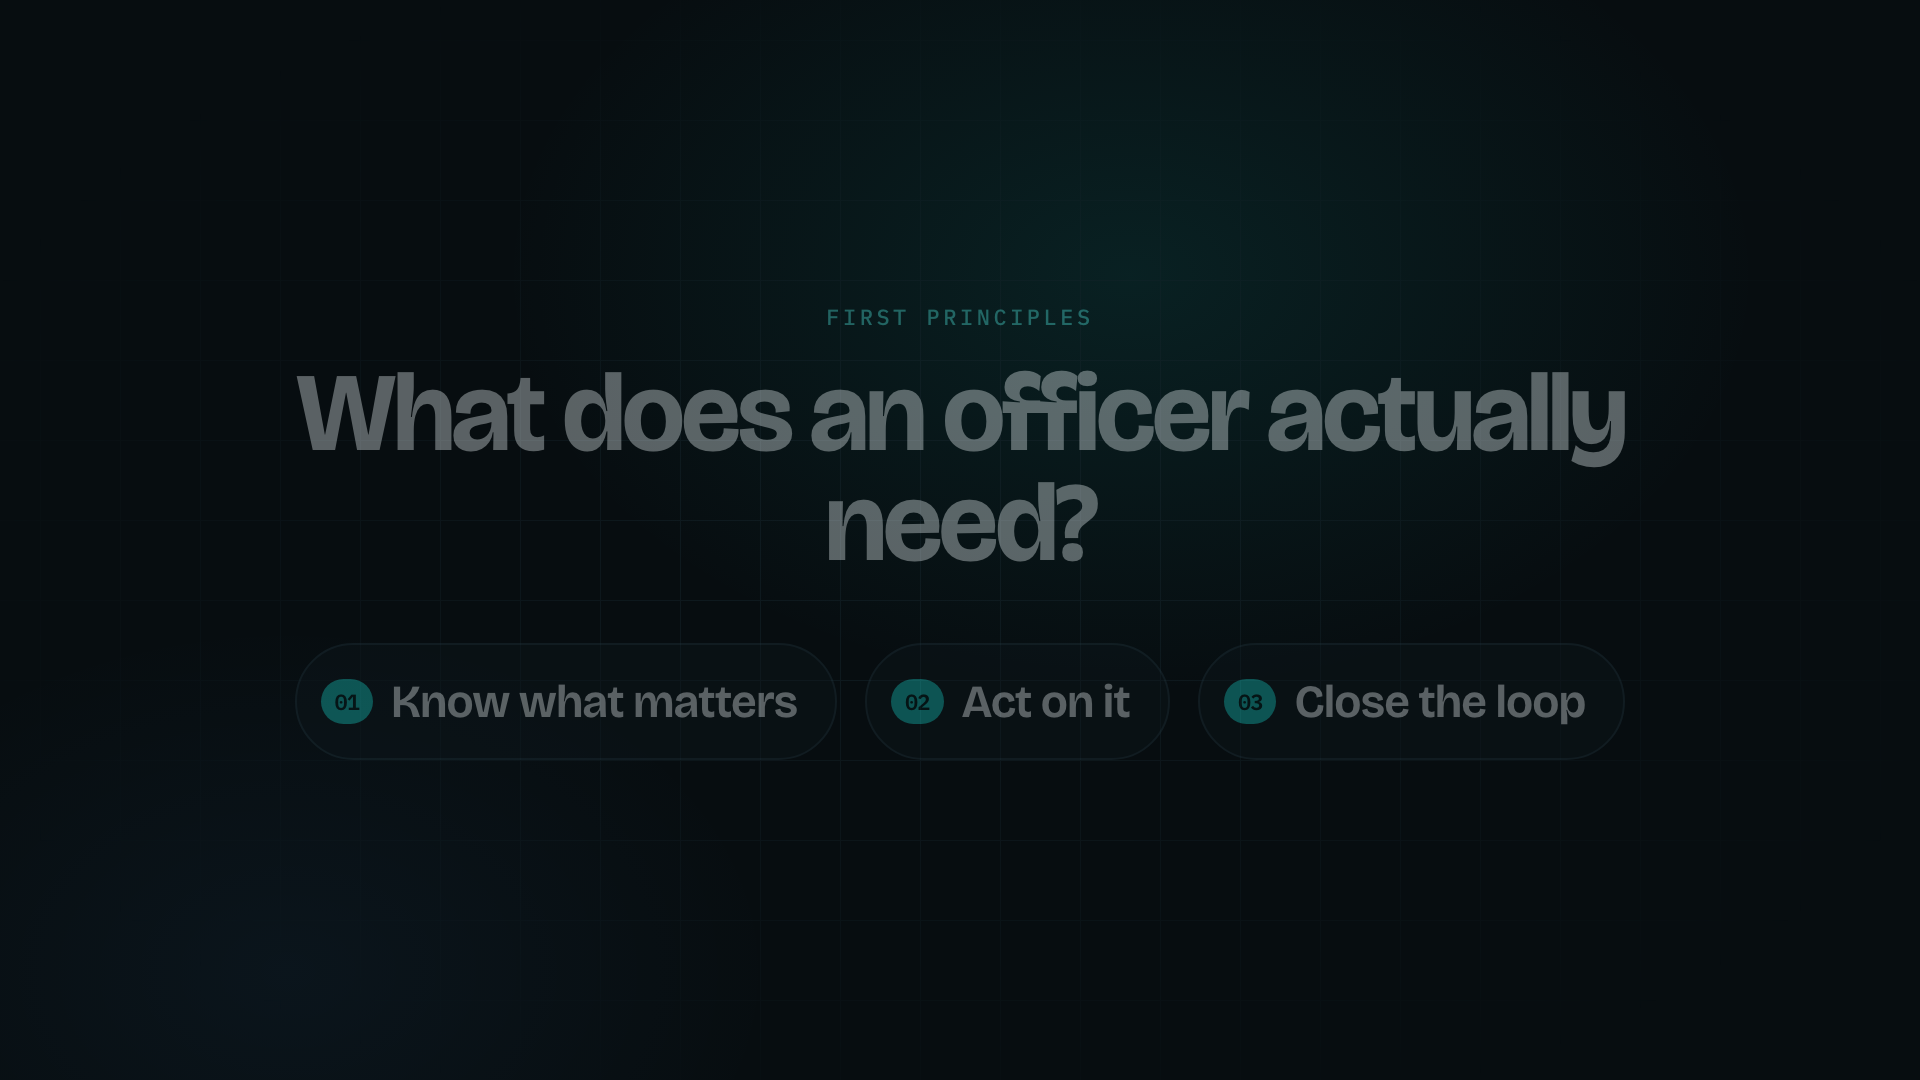 FIRST PRINCIPLES
What does an officer actually
need?
01 Know what matters
02 Act on it
03 Close the loop